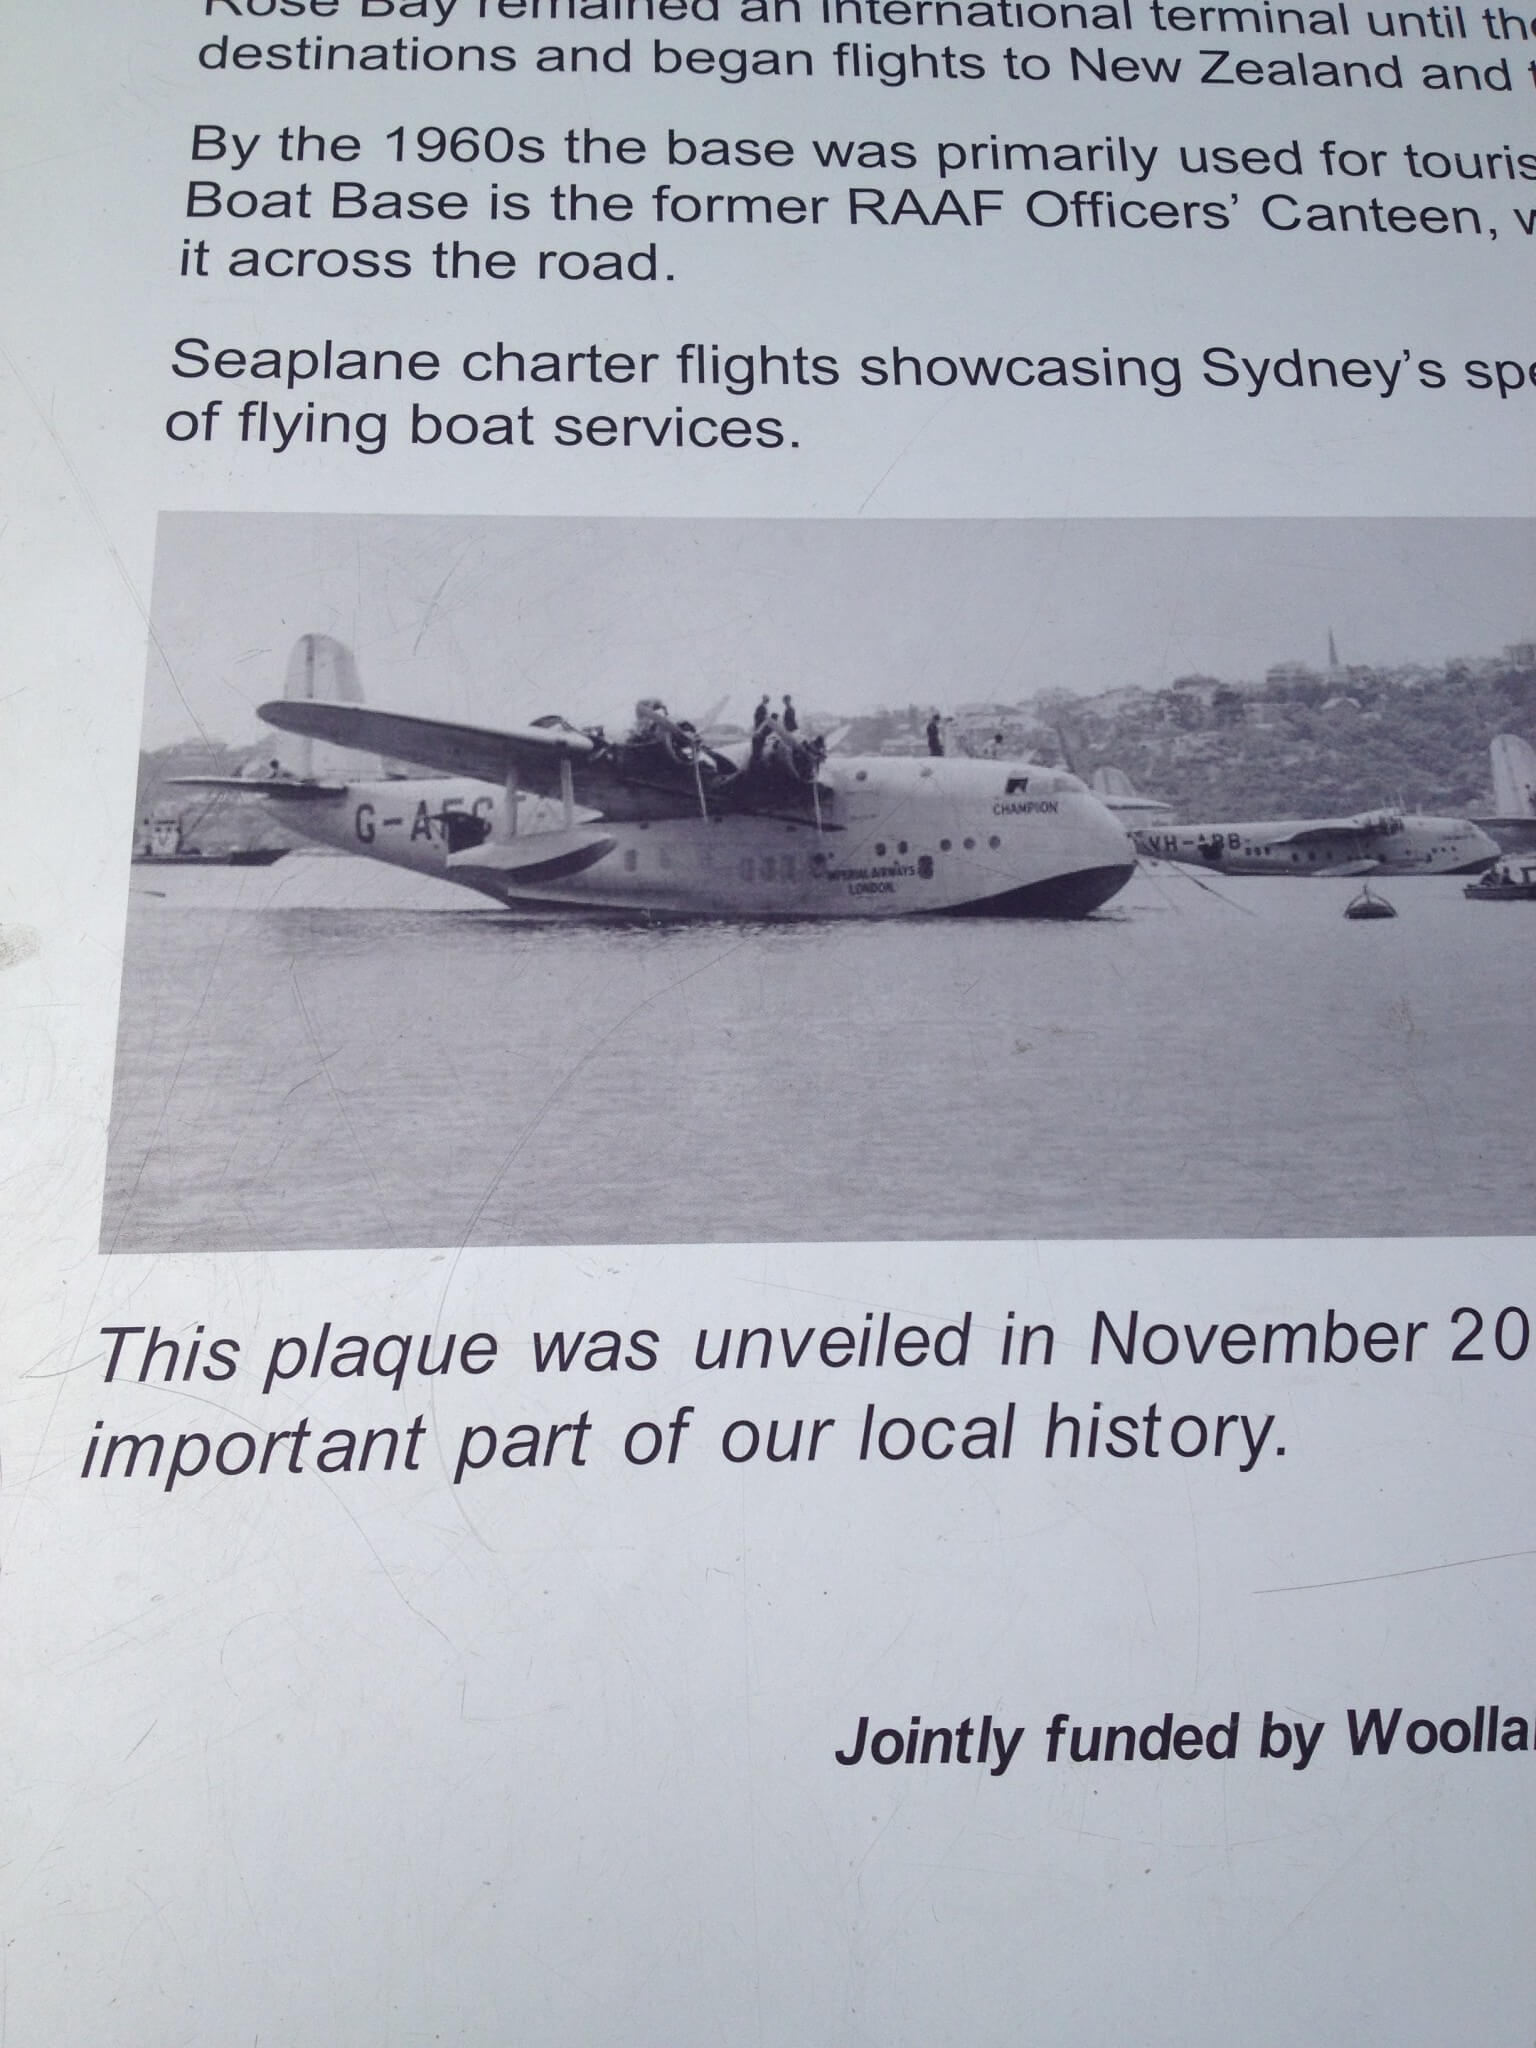 Rose Bay remained an international terminal until the
destinations and began flights to New Zealand and
By the 1960s the base was primarily used for touris
Boat Base is the former RAAF Officers' Canteen, w
it across the road.
Seaplane charter flights showcasing Sydney's spe
of flying boat services.
CHAMPION
IMPERIAL AIRWAYS
LONDON
This plaque was unveiled in November 20
important part of our local history.
Jointly funded by Woolla